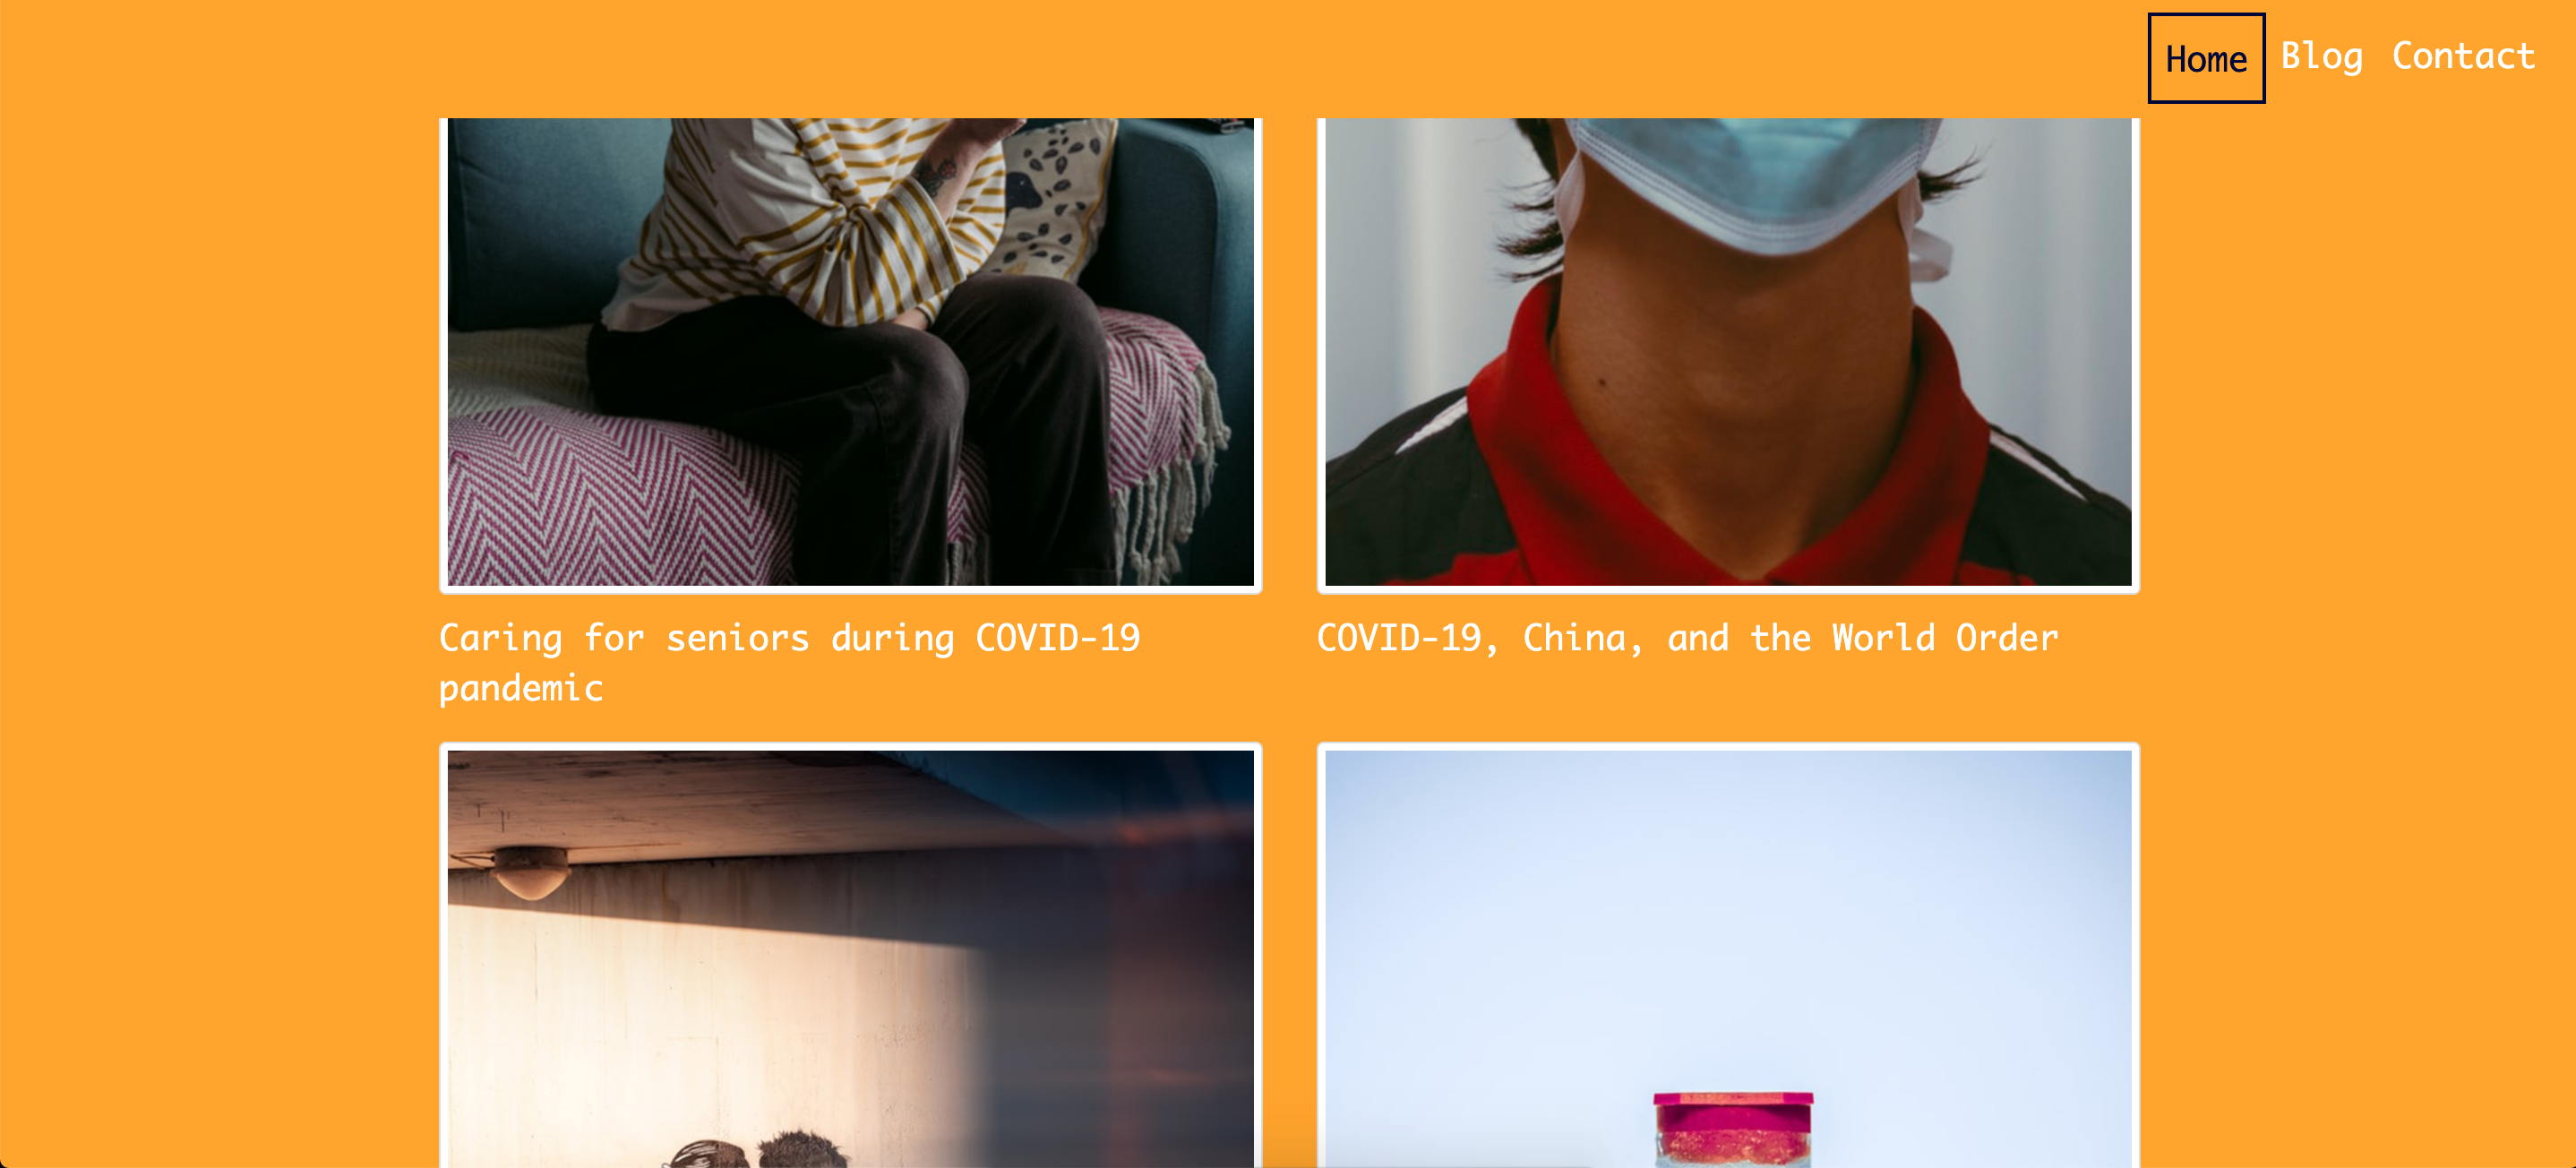 Home Blog Contact
Caring for seniors during COVID-19
pandemic
COVID-19, China, and the World Order